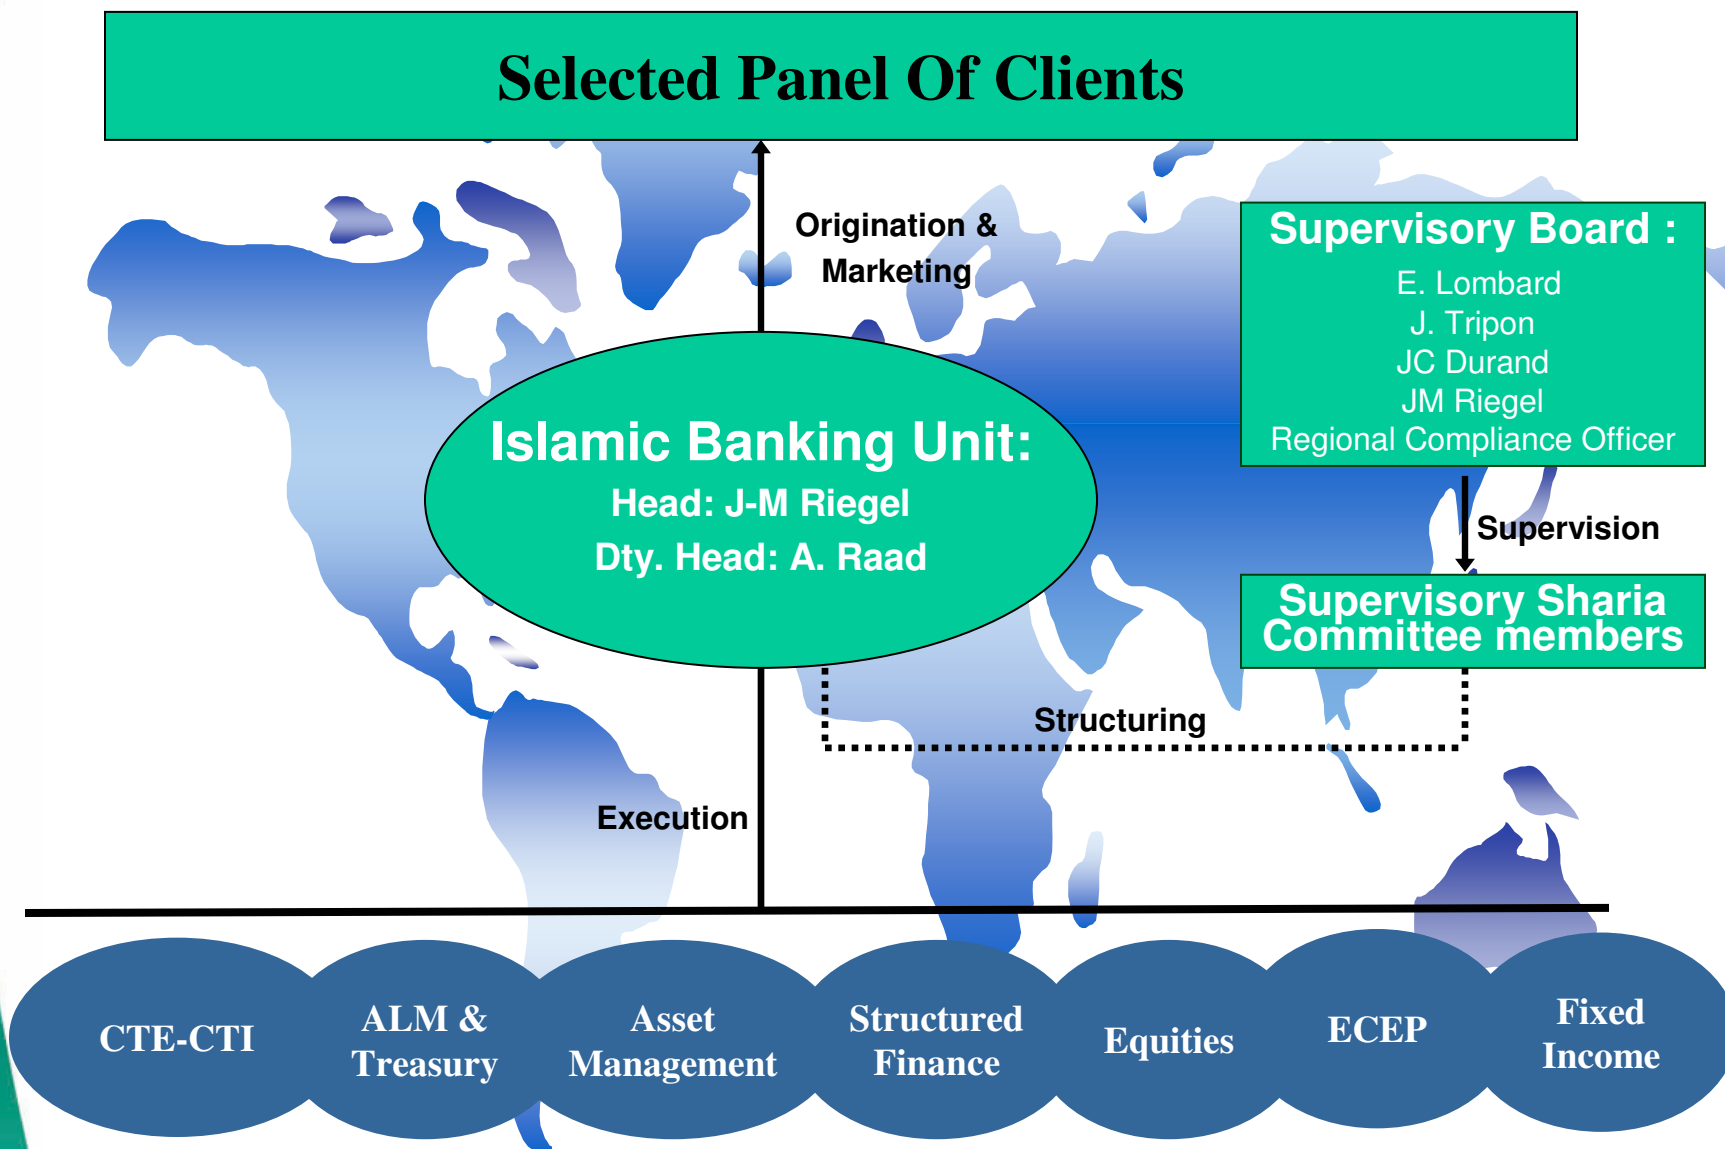 Selected Panel Of Clients
Origination &
Marketing
Supervisory Board :
E. Lombard
J. Tripon
JC Durand
JM Riegel
Regional Compliance Officer
Islamic Banking Unit:
Head: J-M Riegel
Dty. Head: A. Raad
Supervision
Supervisory Sharia
Committee members
Structuring
Execution
CTE-CTI
ALM &
Treasury
Asset
Management
Structured
Finance
Equities
ECEP
Fixed
Income